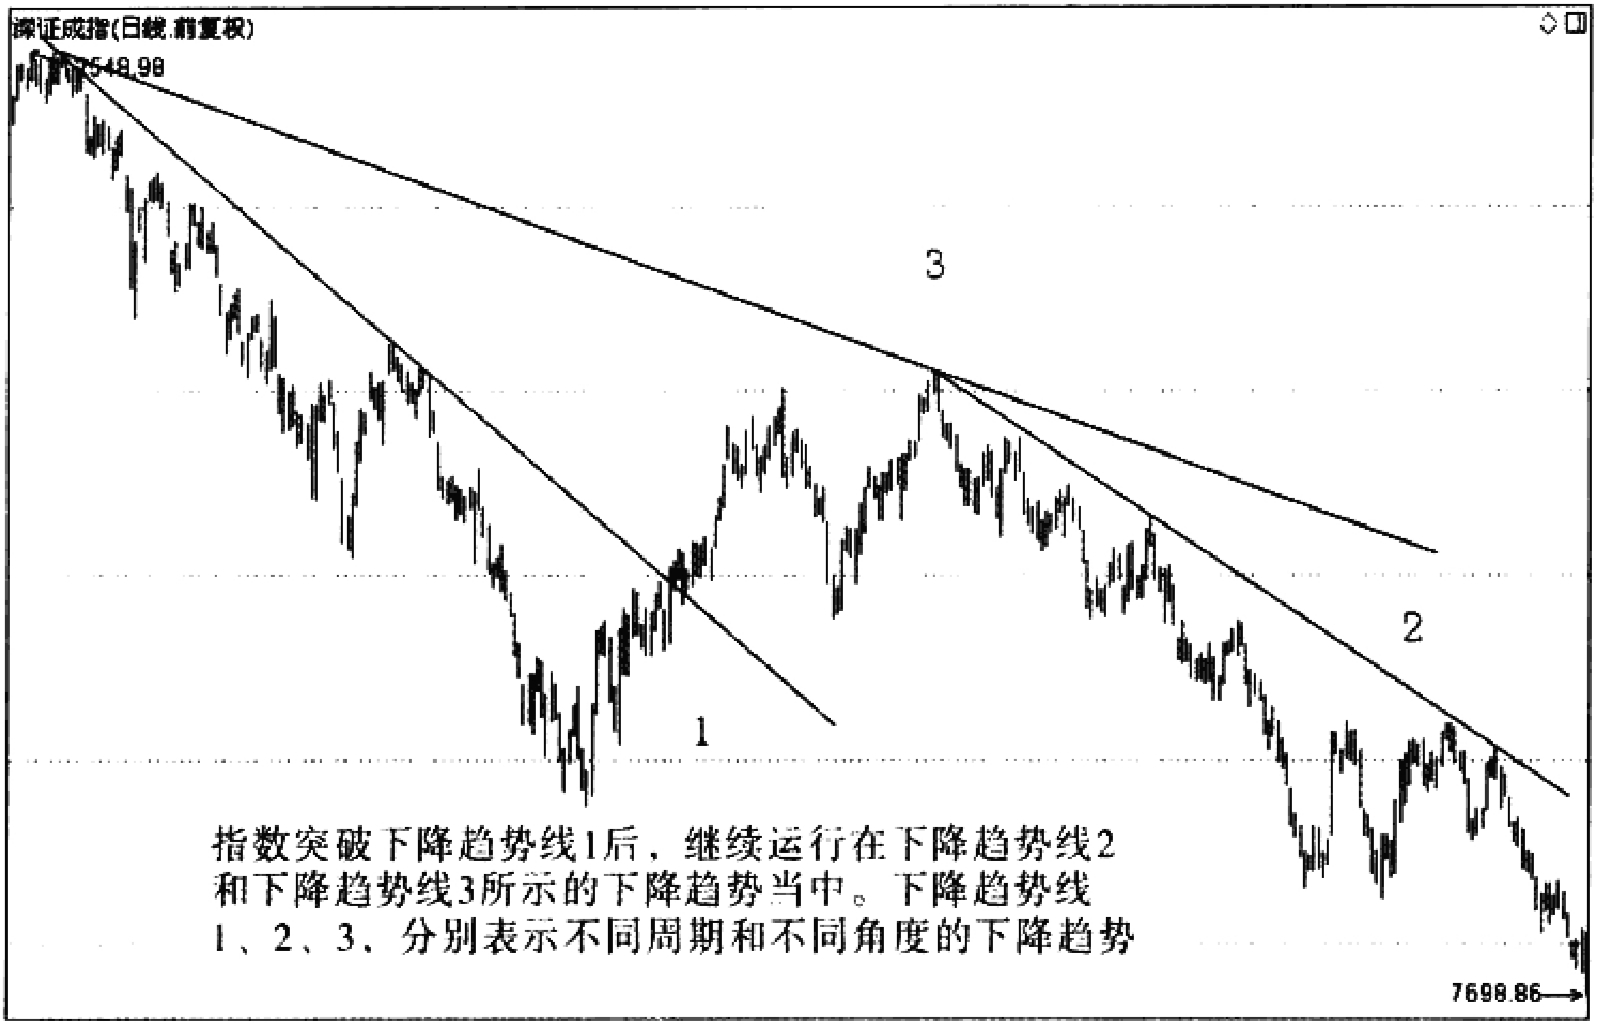 深证成指(日线.前复权)
7548.98
3
2
1
指数突破下降趋势线1后，继续运行在下降趋势线2
和下降趋势线3所示的下降趋势当中。下降趋势线
1、2、3，分别表示不同周期和不同角度的下降趋势
7698.86